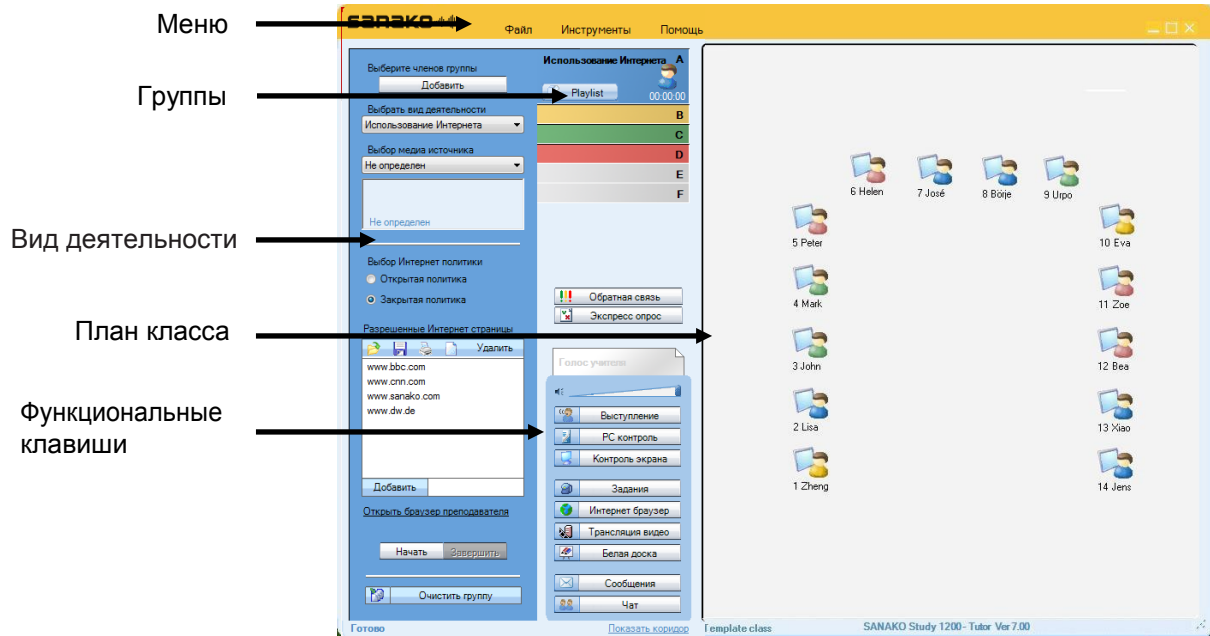 Меню
Группы
Вид деятельности
План класса
Функциональные
клавиши
sanako
Файл Инструменты Помощь
Выберите членов группы
Добавить
Выбрать вид деятельности
Использование Интернета
Выбор медиа источника
Не определен
Не определен
Выбор Интернет политики
Открытая политика
Закрытая политика
Разрешенные Интернет страницы
Удалить
www.bbc.com
www.cnn.com
www.sanako.com
www.dw.de
Добавить
Открыть браузер преподавателя
Начать Завершить
Очистить группу
Готово
Использование Интернета A
Playlist
00:00:00
B
C
D
E
F
Обратная связь
Экспресс опрос
Голос учителя
Выступление
PC контроль
Контроль экрана
Задания
Интернет браузер
Трансляция видео
Белая доска
Сообщения
Чат
Показать коридор
6 Helen 7 José 8 Börje 9 Urpo
5 Peter 10 Eva
4 Mark 11 Zoe
3 John 12 Bea
2 Lisa 13 Xiao
1 Zheng 14 Jens
Template class SANAKO Study 1200 - Tutor Ver 7.00